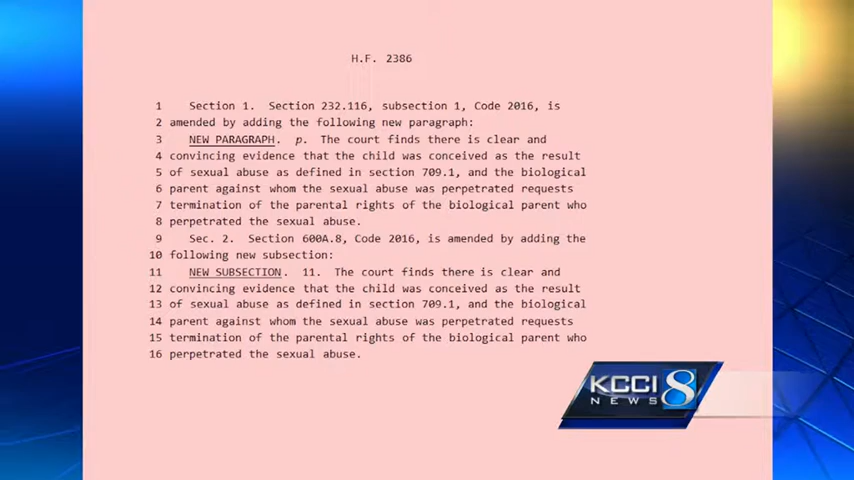 H.F. 2386
1 Section 1. Section 232.116, subsection 1, Code 2016, is
2 amended by adding the following new paragraph:
3 NEW PARAGRAPH. p. The court finds there is clear and
4 convincing evidence that the child was conceived as the result
5 of sexual abuse as defined in section 709.1, and the biological
6 parent against whom the sexual abuse was perpetrated requests
7 termination of the parental rights of the biological parent who
8 perpetrated the sexual abuse.
9 Sec. 2. Section 600A.8, Code 2016, is amended by adding the
10 following new subsection:
11 NEW SUBSECTION. 11. The court finds there is clear and
12 convincing evidence that the child was conceived as the result
13 of sexual abuse as defined in section 709.1, and the biological
14 parent against whom the sexual abuse was perpetrated requests
15 termination of the parental rights of the biological parent who
16 perpetrated the sexual abuse.
KCCI 8
NEWS